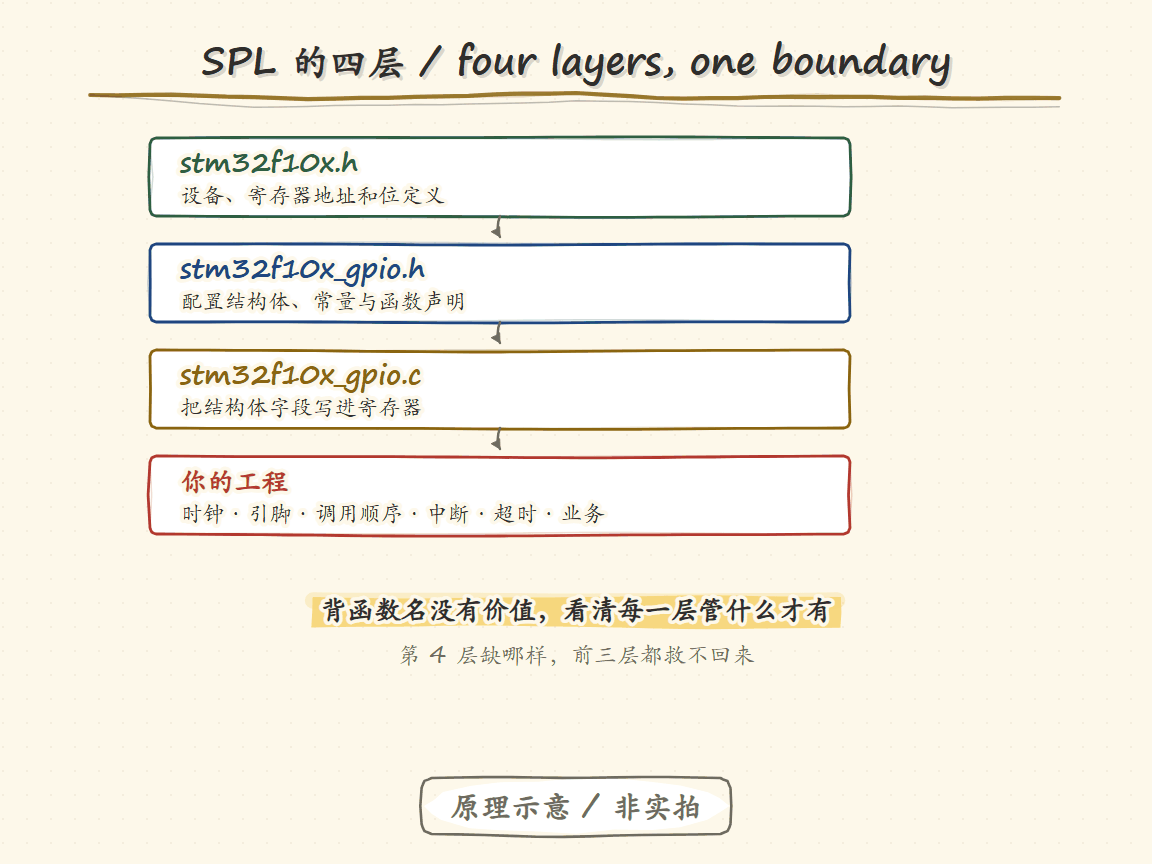 SPL 的四层 / four layers, one boundary
stm32f10x.h
设备、寄存器地址和位定义
stm32f10x_gpio.h
配置结构体、常量与函数声明
stm32f10x_gpio.c
把结构体字段写进寄存器
你的工程
时钟 · 引脚 · 调用顺序 · 中断 · 超时 · 业务
背函数名没有价值，看清每一层管什么才有
第 4 层缺哪样，前三层都救不回来
原理示意 / 非实拍